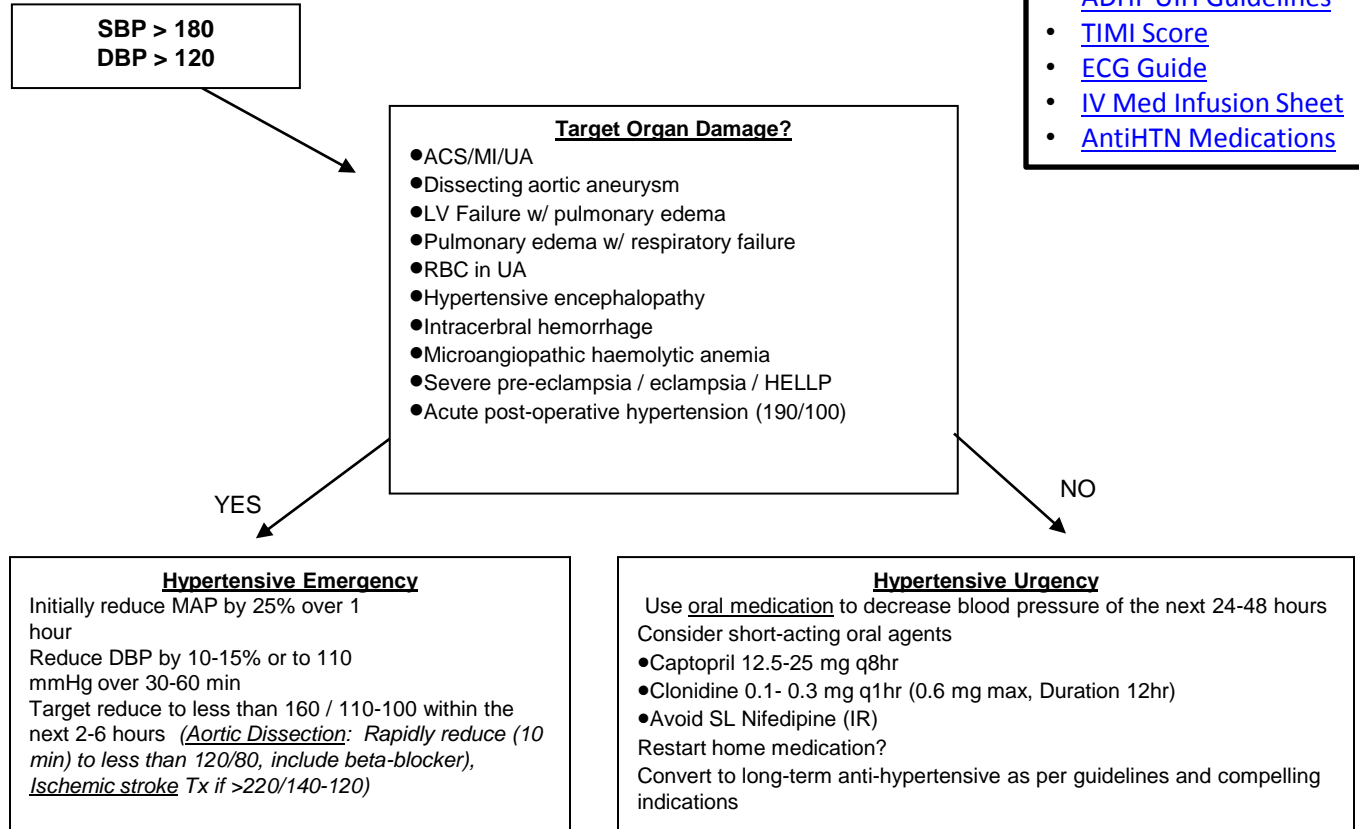 SBP > 180
DBP > 120
ADHF UIH Guidelines
• TIMI Score
• ECG Guide
• IV Med Infusion Sheet
• AntiHTN Medications
Target Organ Damage?
●ACS/MI/UA
●Dissecting aortic aneurysm
●LV Failure w/ pulmonary edema
●Pulmonary edema w/ respiratory failure
●RBC in UA
●Hypertensive encephalopathy
●Intracerbral hemorrhage
●Microangiopathic haemolytic anemia
●Severe pre-eclampsia / eclampsia / HELLP
●Acute post-operative hypertension (190/100)
YES
NO
Hypertensive Emergency
Initially reduce MAP by 25% over 1
hour
Reduce DBP by 10-15% or to 110
mmHg over 30-60 min
Target reduce to less than 160 / 110-100 within the
next 2-6 hours (Aortic Dissection: Rapidly reduce (10
min) to less than 120/80, include beta-blocker),
Ischemic stroke Tx if >220/140-120)
Hypertensive Urgency
Use oral medication to decrease blood pressure of the next 24-48 hours
Consider short-acting oral agents
●Captopril 12.5-25 mg q8hr
●Clonidine 0.1- 0.3 mg q1hr (0.6 mg max, Duration 12hr)
●Avoid SL Nifedipine (IR)
Restart home medication?
Convert to long-term anti-hypertensive as per guidelines and compelling
indications